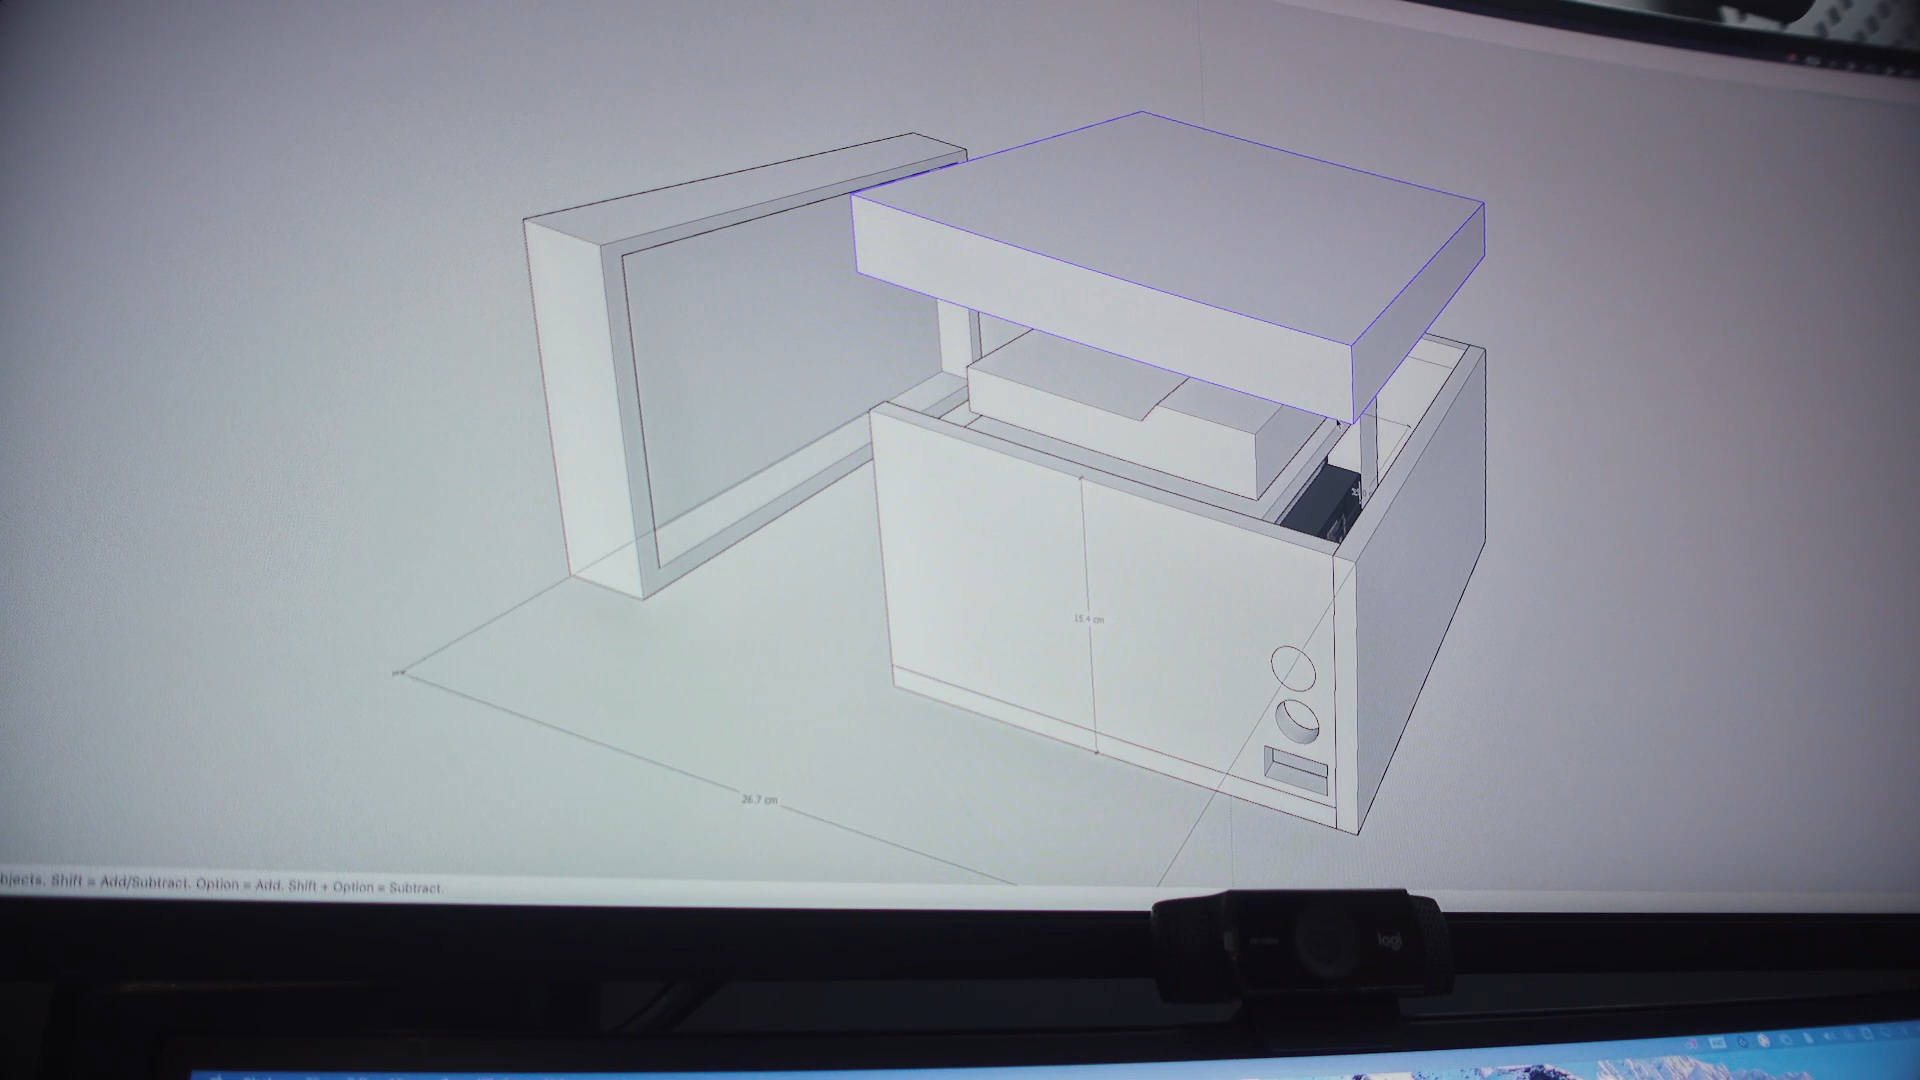 15.4 cm
26.7 cm
bjects. Shift = Add/Subtract. Option = Add. Shift + Option = Subtract.
logi